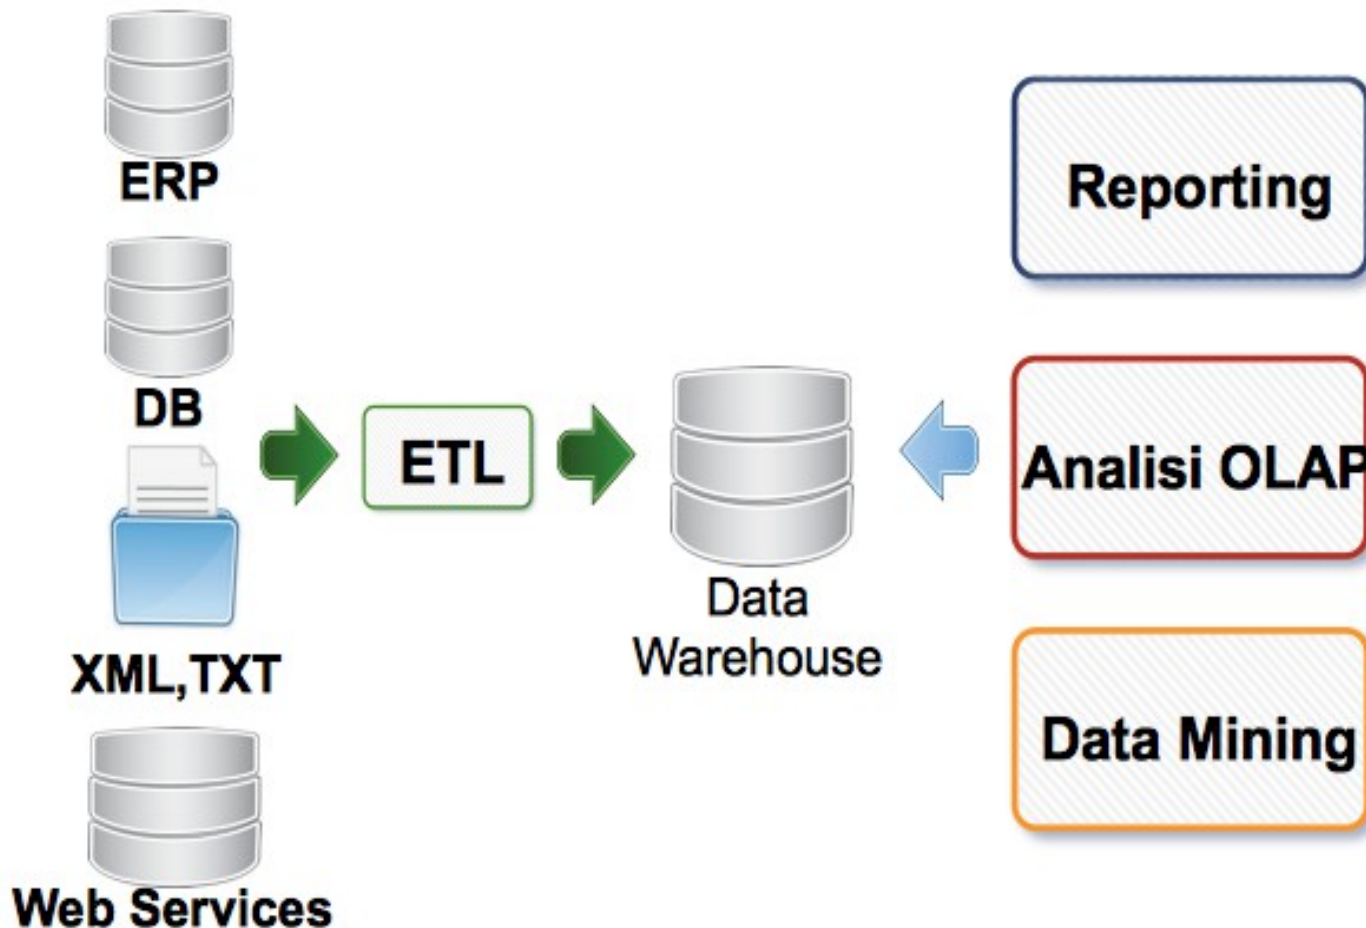 ERP
DB
XML,TXT
Web Services
ETL
Data
Warehouse
Reporting
Analisi OLAP
Data Mining